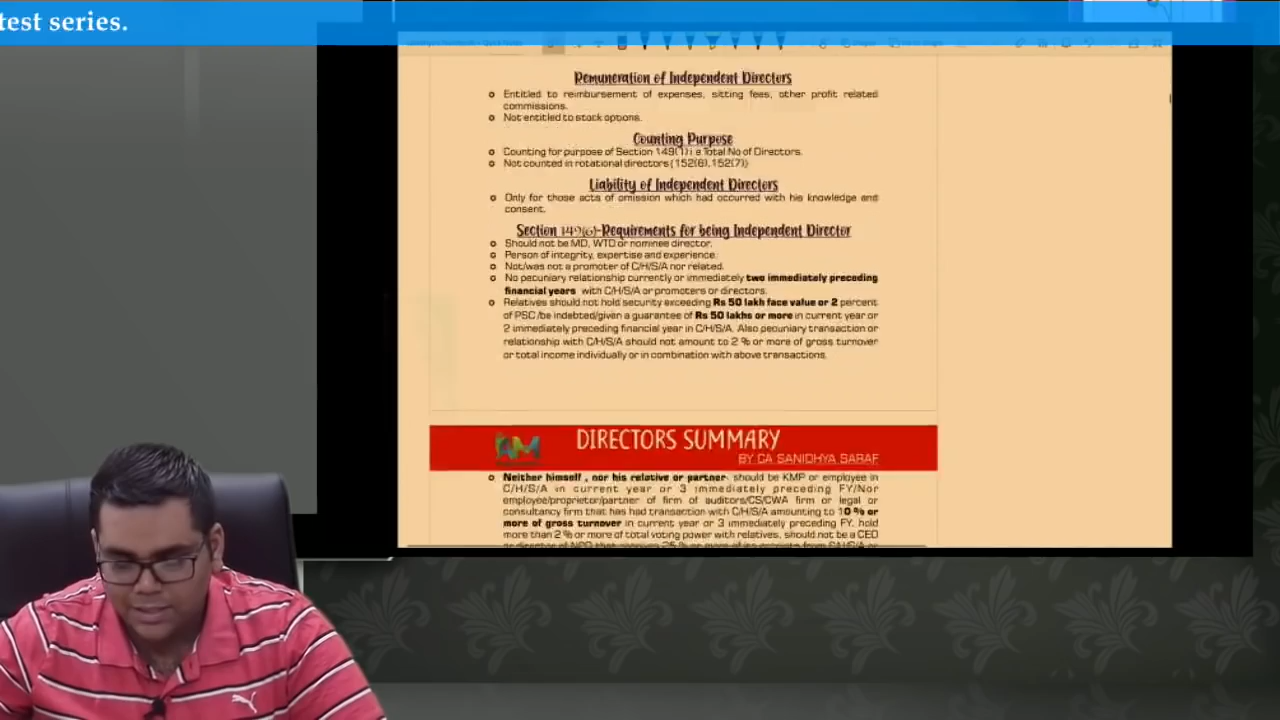 test series.
Remuneration of Independent Directors
o Entitled to reimbursement of expenses, sitting fees, other profit related
commissions.
o Not entitled to stock options.
Counting Purpose
o Counting for purpose of Section 149(1) i e Total No of Directors.
o Not counted in rotational directors (152(6),152(7))
Liability of Independent Directors
o Only for those acts of omission which had occurred with his knowledge and
consent.
Section 149(6)-Requirements for being Independent Director
o Should not be MD, WTD or nominee director.
o Person of integrity, expertise and experience.
o Not/was not a promoter of C/H/S/A nor related.
o No pecuniary relationship currently or immediately two immediately preceding
financial years with C/H/S/A or promoters or directors.
o Relatives should not hold security exceeding Rs 50 lakh face value or 2 percent
of PSC /be indebted/given a guarantee of Rs 50 lakhs or more in current year or
2 immediately preceding financial year in C/H/S/A. Also pecuniary transaction or
relationship with C/H/S/A should not amount to 2 % or more of gross turnover
or total income individually or in combination with above transactions.
DIRECTORS SUMMARY
BY CA SANIDHYA SARAF
o Neither himself , nor his relative or partner should be KMP or employee in
C/H/S/A in current year or 3 immediately preceding FY/Nor
employee/proprietor/partner of firm of auditors/CS/CWA firm or legal or
consultancy firm that has had transaction with C/H/S/A amounting to 10 % or
more of gross turnover in current year or 3 immediately preceding FY, hold
more than 2 % or more of total voting power with relatives, should not be a CEO